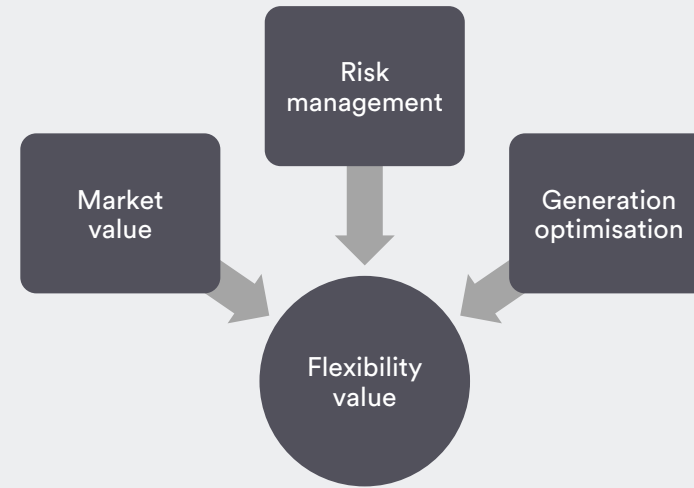 Risk
management
Market
value
Generation
optimisation
Flexibility
value